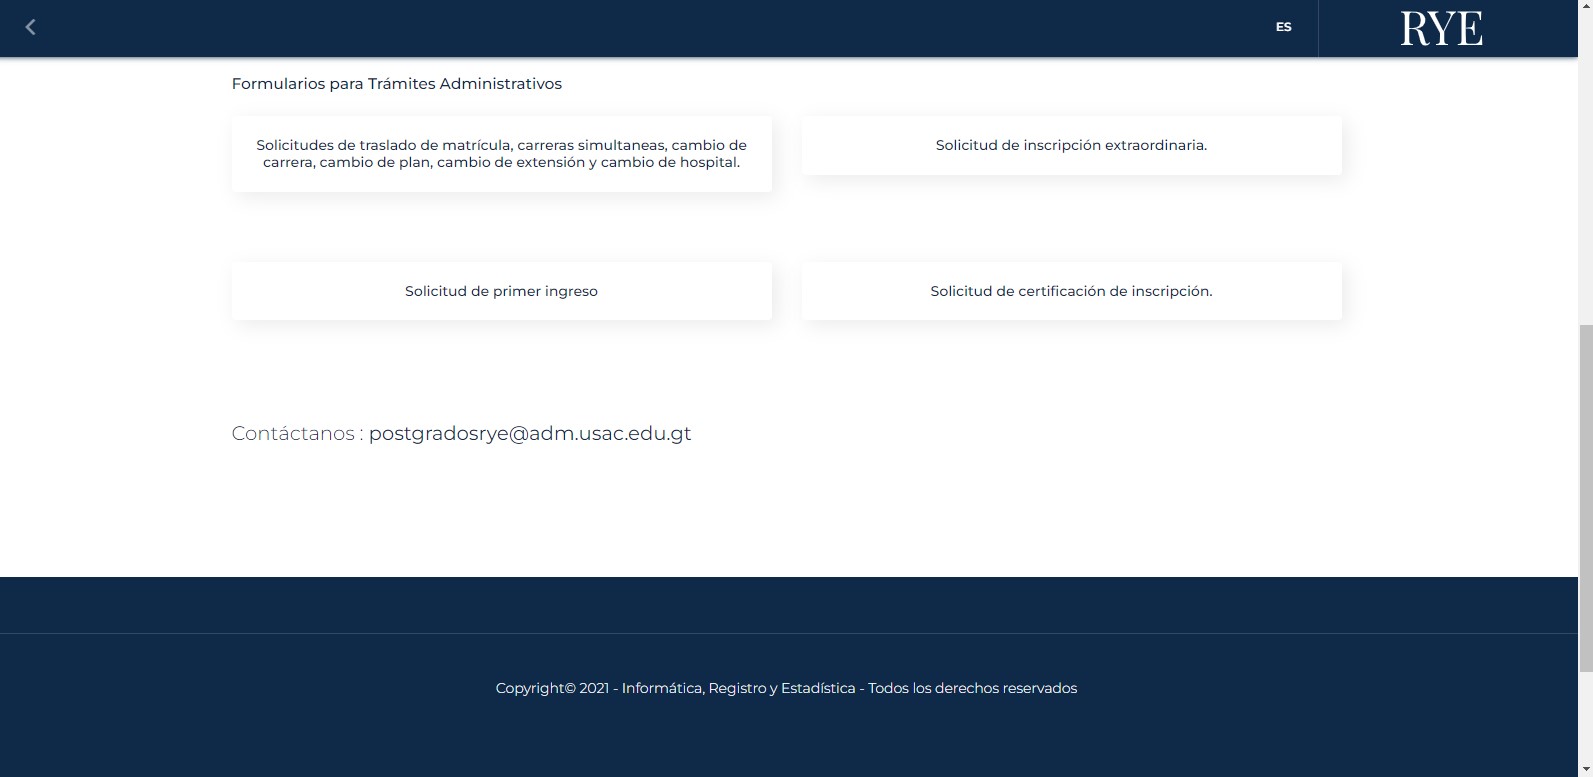 ES
RYE
Formularios para Trámites Administrativos
Solicitudes de traslado de matrícula, carreras simultaneas, cambio de
carrera, cambio de plan, cambio de extensión y cambio de hospital.
Solicitud de inscripción extraordinaria.
Solicitud de primer ingreso
Solicitud de certificación de inscripción.
Contáctanos : postgradosrye@adm.usac.edu.gt
Copyright© 2021 - Informática, Registro y Estadística - Todos los derechos reservados